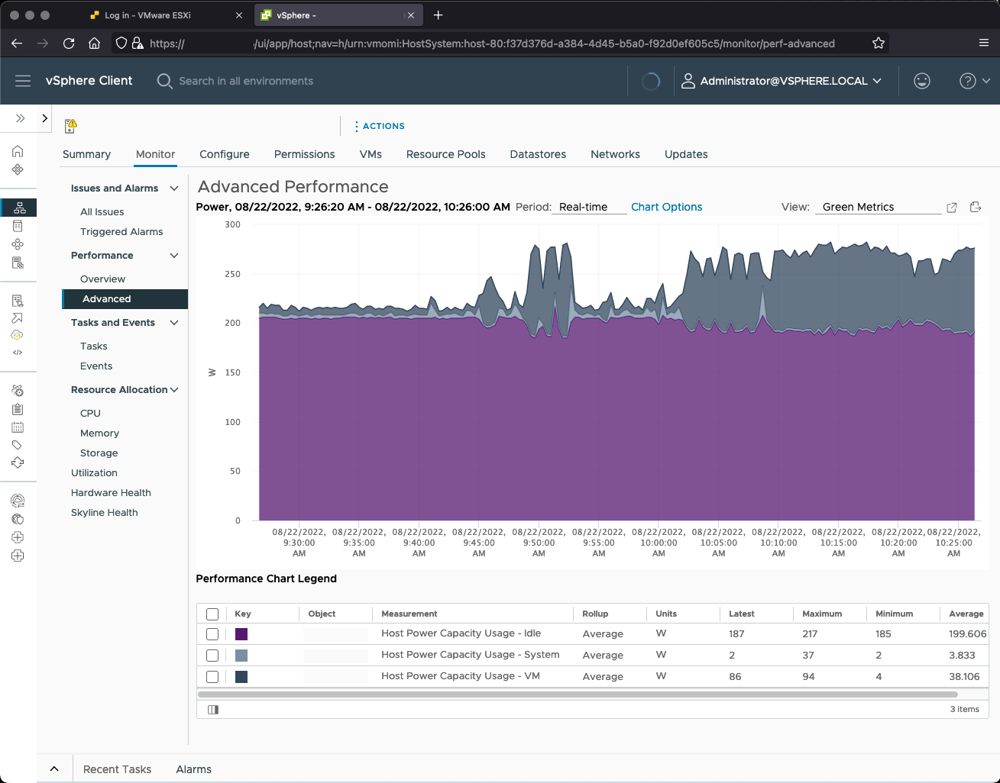 Log in - VMware ESXi
vSphere -
https://
/ui/app/host;nav=h/urn:vmomi:HostSystem:host-80:f37d376d-a384-4d45-b5a0-f92d0ef605c5/monitor/perf-advanced
vSphere Client
Search in all environments
Administrator@VSPHERE.LOCAL
ACTIONS
Summary
Monitor
Configure
Permissions
VMs
Resource Pools
Datastores
Networks
Updates
Issues and Alarms
All Issues
Triggered Alarms
Performance
Overview
Advanced
Tasks and Events
Tasks
Events
Resource Allocation
CPU
Memory
Storage
Utilization
Hardware Health
Skyline Health
Advanced Performance
Power, 08/22/2022, 9:26:20 AM - 08/22/2022, 10:26:00 AM
Period: Real-time
Chart Options
View: Green Metrics
300
250
200
150
100
50
0
W
08/22/2022, 9:30:00 AM
08/22/2022, 9:35:00 AM
08/22/2022, 9:40:00 AM
08/22/2022, 9:45:00 AM
08/22/2022, 9:50:00 AM
08/22/2022, 9:55:00 AM
08/22/2022, 10:00:00 AM
08/22/2022, 10:05:00 AM
08/22/2022, 10:10:00 AM
08/22/2022, 10:15:00 AM
08/22/2022, 10:20:00 AM
08/22/2022, 10:25:00 AM
Performance Chart Legend
Key Object Measurement Rollup Units Latest Maximum Minimum Average
Host Power Capacity Usage - Idle Average W 187 217 185 199.606
Host Power Capacity Usage - System Average W 2 37 2 3.833
Host Power Capacity Usage - VM Average W 86 94 4 38.106
3 items
Recent Tasks
Alarms